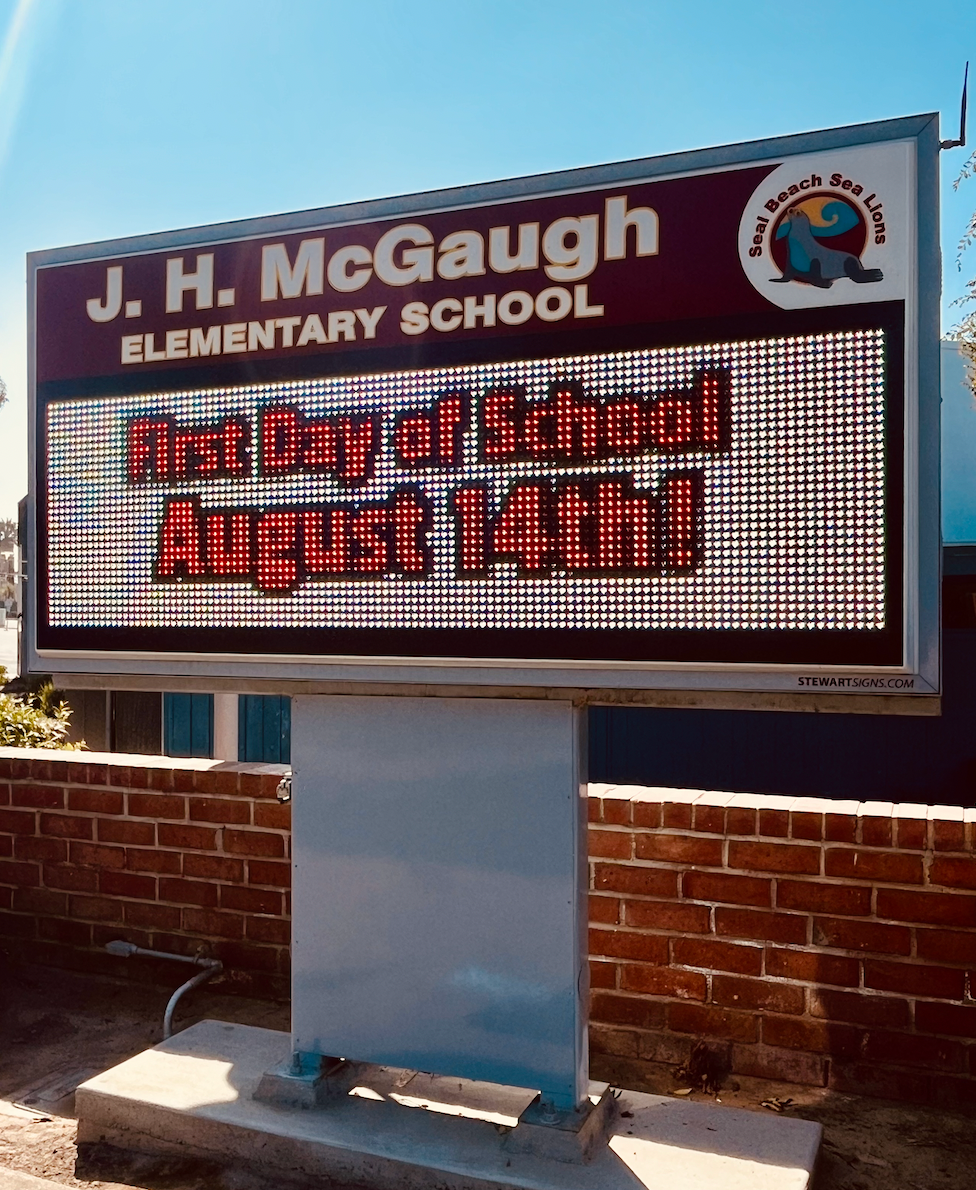 J. H. McGaugh
ELEMENTARY SCHOOL
Seal Beach Sea Lions
First Day of School
August 14th!
STEWARTSIGNS.COM